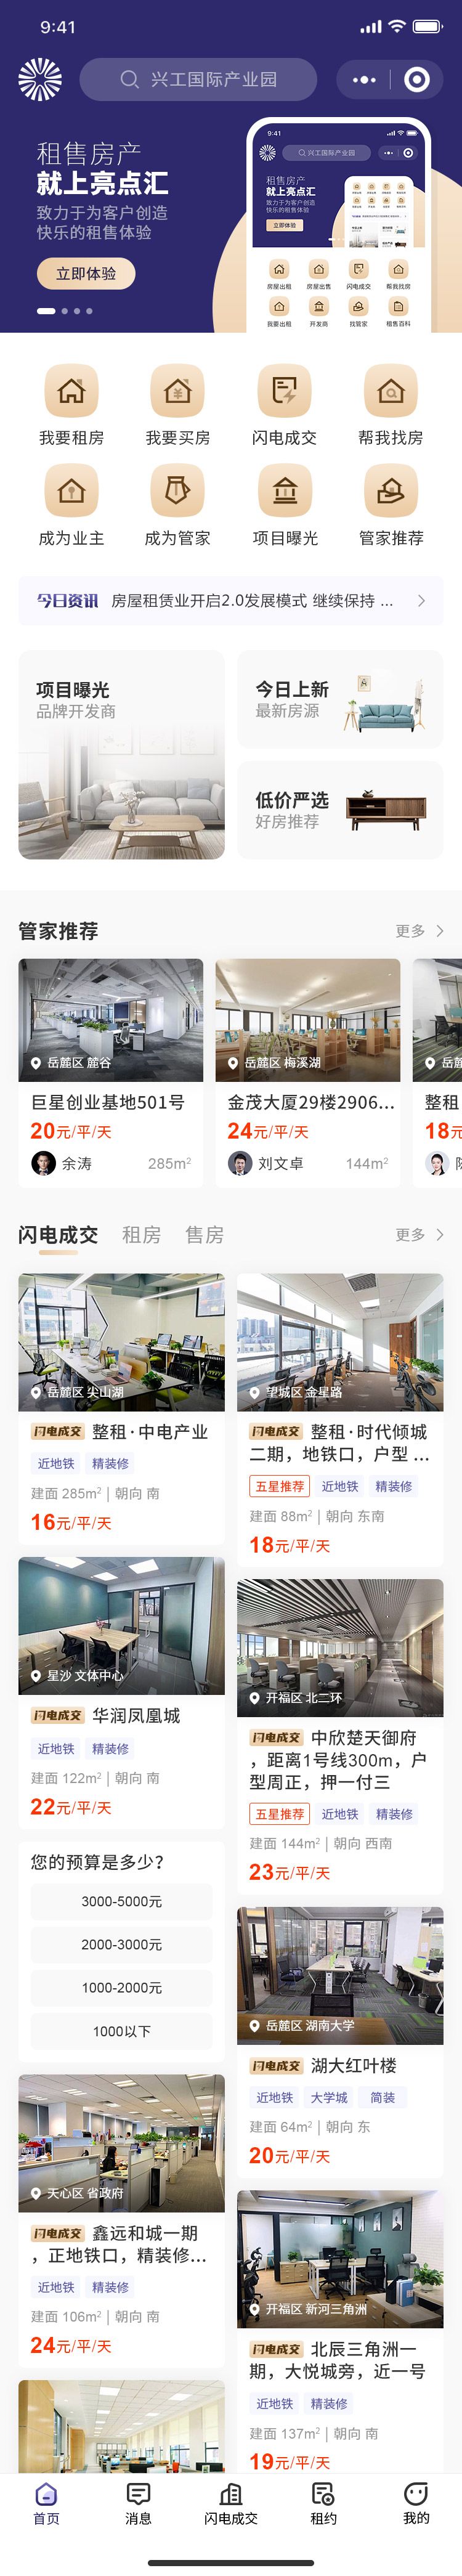 9:41
兴工国际产业园
租售房产
就上亮点汇
致力于为客户创造
快乐的租售体验
立即体验
9:41
兴工国际产业园
租售房产
就上亮点汇
致力于为客户创造
快乐的租售体验
立即体验
房屋出租
房屋出售
闪电成交
帮我找房
我要出租
开发商
找管家
租售百科
我要租房
我要买房
闪电成交
帮我找房
成为业主
成为管家
项目曝光
管家推荐
今日资讯 房屋租赁业开启2.0发展模式 继续保持 ...
项目曝光
品牌开发商
今日上新
最新房源
低价严选
好房推荐
管家推荐
更多
岳麓区 麓谷
巨星创业基地501号
20元/平/天
余涛
285m²
岳麓区 梅溪湖
金茂大厦29楼2906...
24元/平/天
刘文卓
144m²
整租
18元
闪电成交
租房
售房
更多
岳麓区 尖山湖
闪电成交 整租·中电产业
近地铁
精装修
建面 285m² | 朝向 南
16元/平/天
望城区 金星路
闪电成交 整租·时代倾城
二期，地铁口，户型 ...
五星推荐
近地铁
精装修
建面 88m² | 朝向 东南
18元/平/天
星沙 文体中心
闪电成交 华润凤凰城
近地铁
精装修
建面 122m² | 朝向 南
22元/平/天
开福区 北二环
闪电成交 中欣楚天御府
，距离1号线300m，户
型周正，押一付三
五星推荐
近地铁
精装修
建面 144m² | 朝向 西南
23元/平/天
您的预算是多少?
3000-5000元
2000-3000元
1000-2000元
1000以下
岳麓区 湖南大学
闪电成交 湖大红叶楼
近地铁
大学城
简装
建面 64m² | 朝向 东
20元/平/天
天心区 省政府
闪电成交 鑫远和城一期
，正地铁口，精装修...
近地铁
精装修
建面 106m² | 朝向 南
24元/平/天
开福区 新河三角洲
闪电成交 北辰三角洲一
期，大悦城旁，近一号
近地铁
精装修
建面 137m² | 朝向 南
19元/平/天
首页
消息
闪电成交
租约
我的